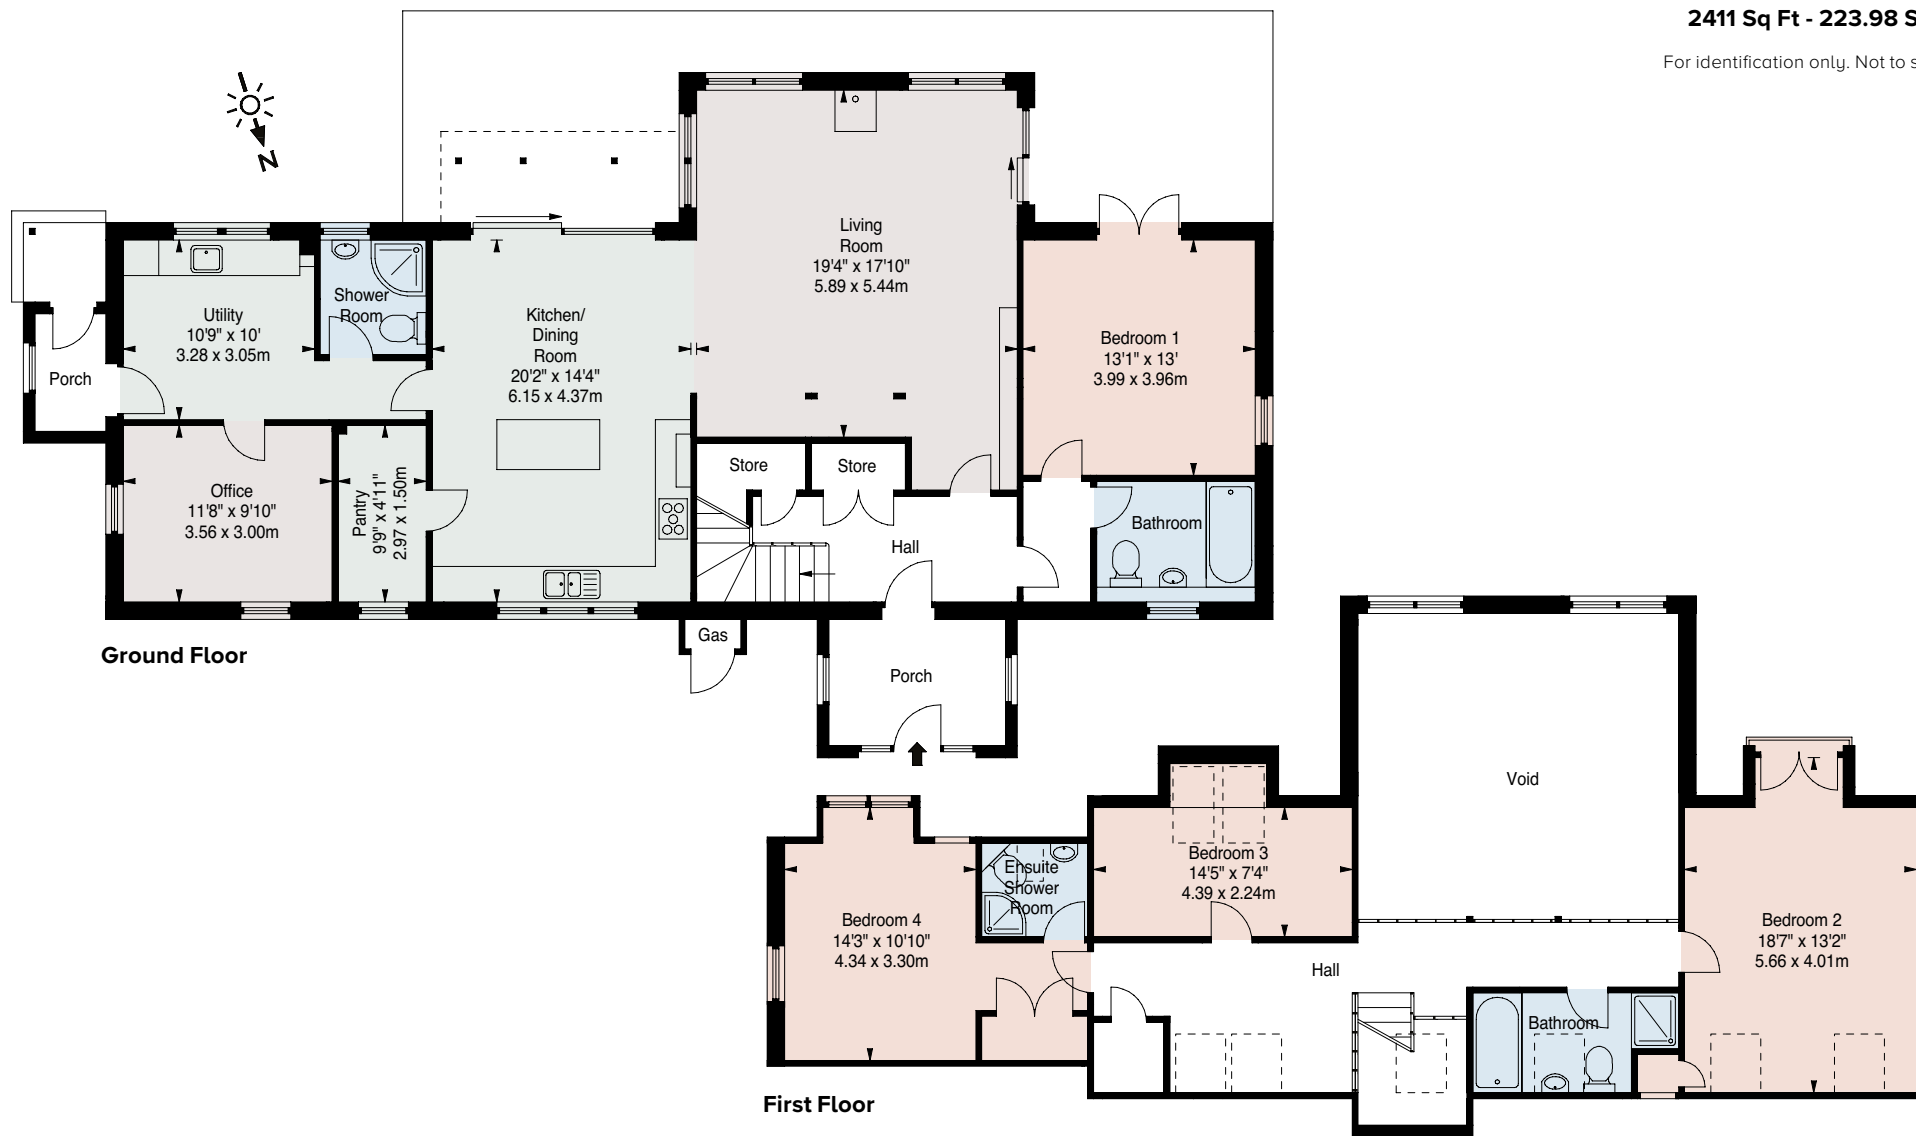 2411 Sq Ft - 223.98 S
For identification only. Not to s
N
Living
Room
19'4" x 17'10"
5.89 x 5.44m
Shower
Room
Utility
10'9" x 10'
3.28 x 3.05m
Kitchen/
Dining
Room
20'2" x 14'4"
6.15 x 4.37m
Bedroom 1
13'1" x 13'
3.99 x 3.96m
Porch
Office
11'8" x 9'10"
3.56 x 3.00m
Pantry
9'9" x 4'11"
2.97 x 1.50m
Store
Store
Hall
Bathroom
Gas
Porch
Ground Floor
Void
Bedroom 4
14'3" x 10'10"
4.34 x 3.30m
Ensuite
Shower
Room
Bedroom 3
14'5" x 7'4"
4.39 x 2.24m
Hall
Bathroom
Bedroom 2
18'7" x 13'2"
5.66 x 4.01m
First Floor